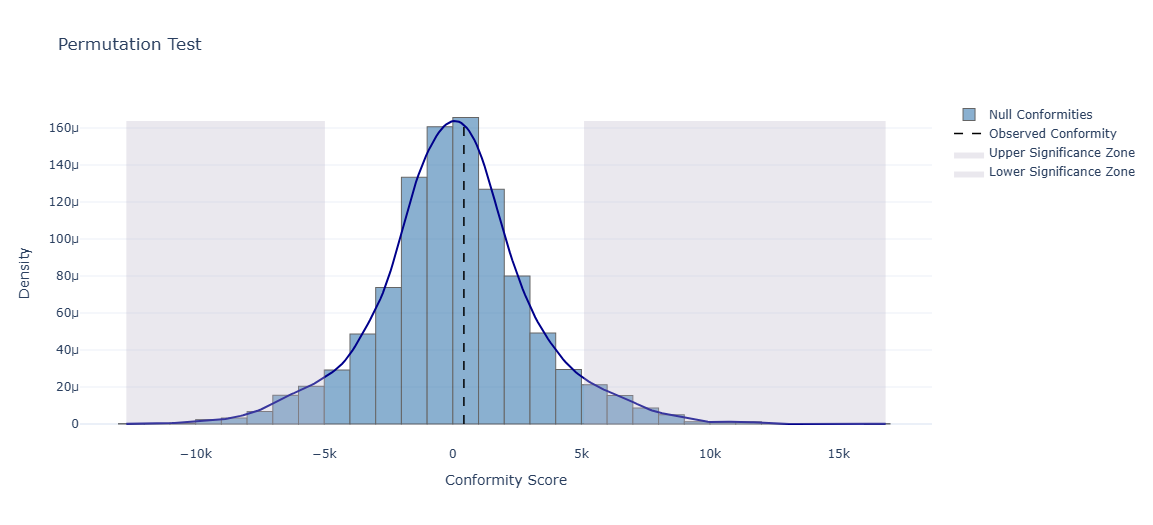 Permutation Test
Null Conformities
Observed Conformity
Upper Significance Zone
Lower Significance Zone
Density
160μ
140μ
120μ
100μ
80μ
60μ
40μ
20μ
0
−10k −5k 0 5k 10k 15k
Conformity Score